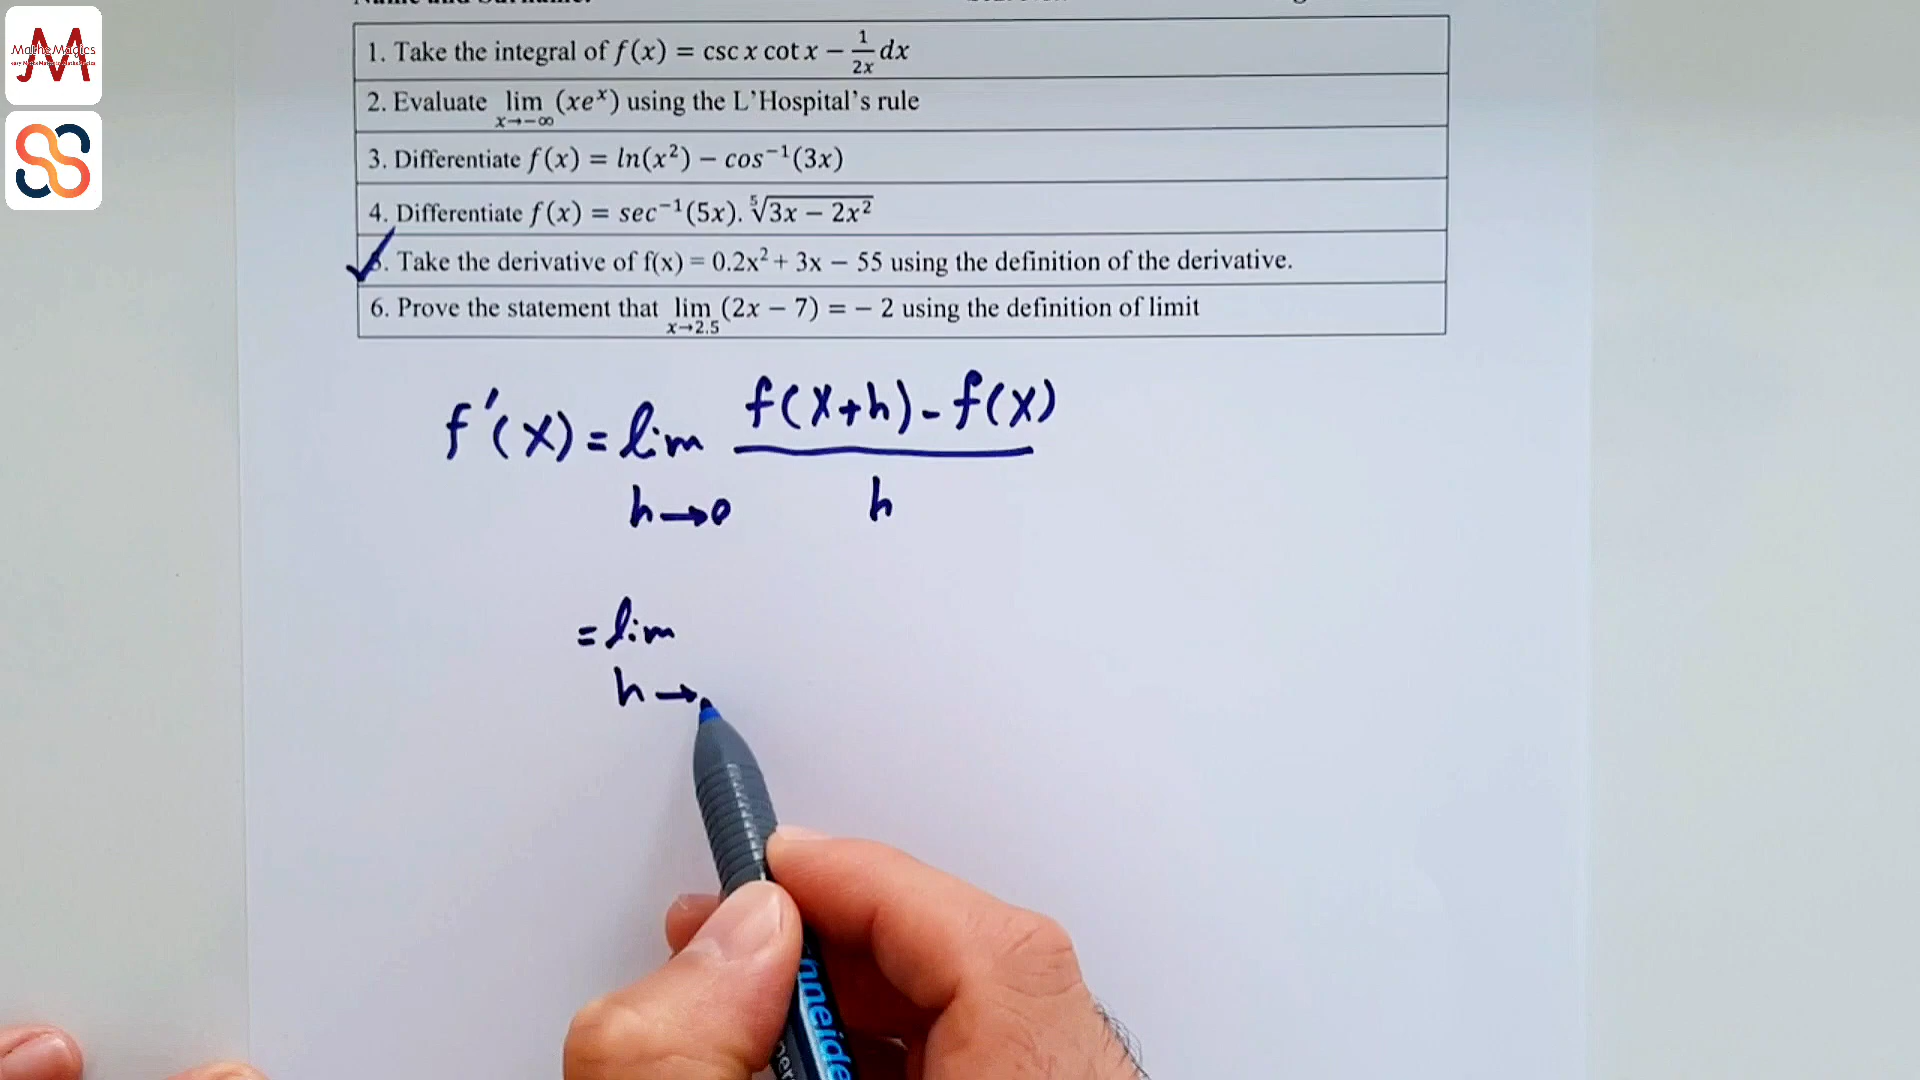 MatheMadics
1. Take the integral of f(x) = csc x cot x − 1/2x dx
2. Evaluate lim x→−∞ (xeˣ) using the L’Hospital’s rule
3. Differentiate f(x) = ln(x²) − cos⁻¹(3x)
4. Differentiate f(x) = sec⁻¹(5x). ⁵√3x − 2x²
. Take the derivative of f(x) = 0.2x² + 3x − 55 using the definition of the derivative.
6. Prove the statement that lim x→2.5 (2x − 7) = − 2 using the definition of limit
f'(x) = lim h→0 f(x+h) - f(x) / h
= lim
h →